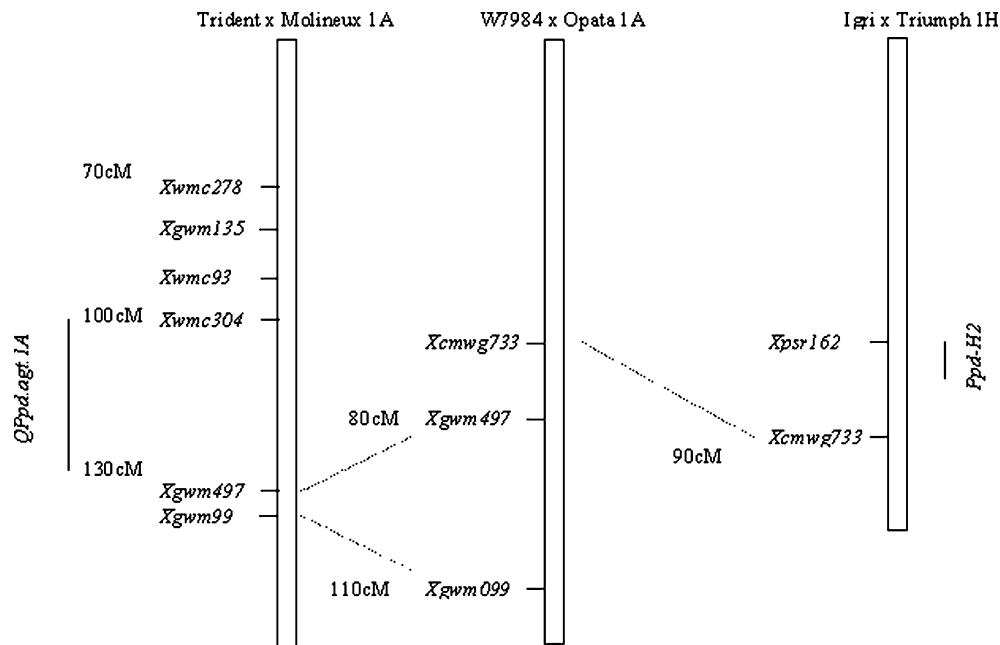 Trident x Molineux 1A
W7984 x Opata 1A
Igri x Triumph 1H
70cM
Xwmc278
Xgwm135
Xwmc93
100cM
Xwmc304
QPpd.agt.1A
130cM
Xgwm497
Xgwm99
80cM
110cM
Xcmwg733
Xgwm497
Xgwm099
90cM
Xpsr162
Xcmwg733
Ppd-H2